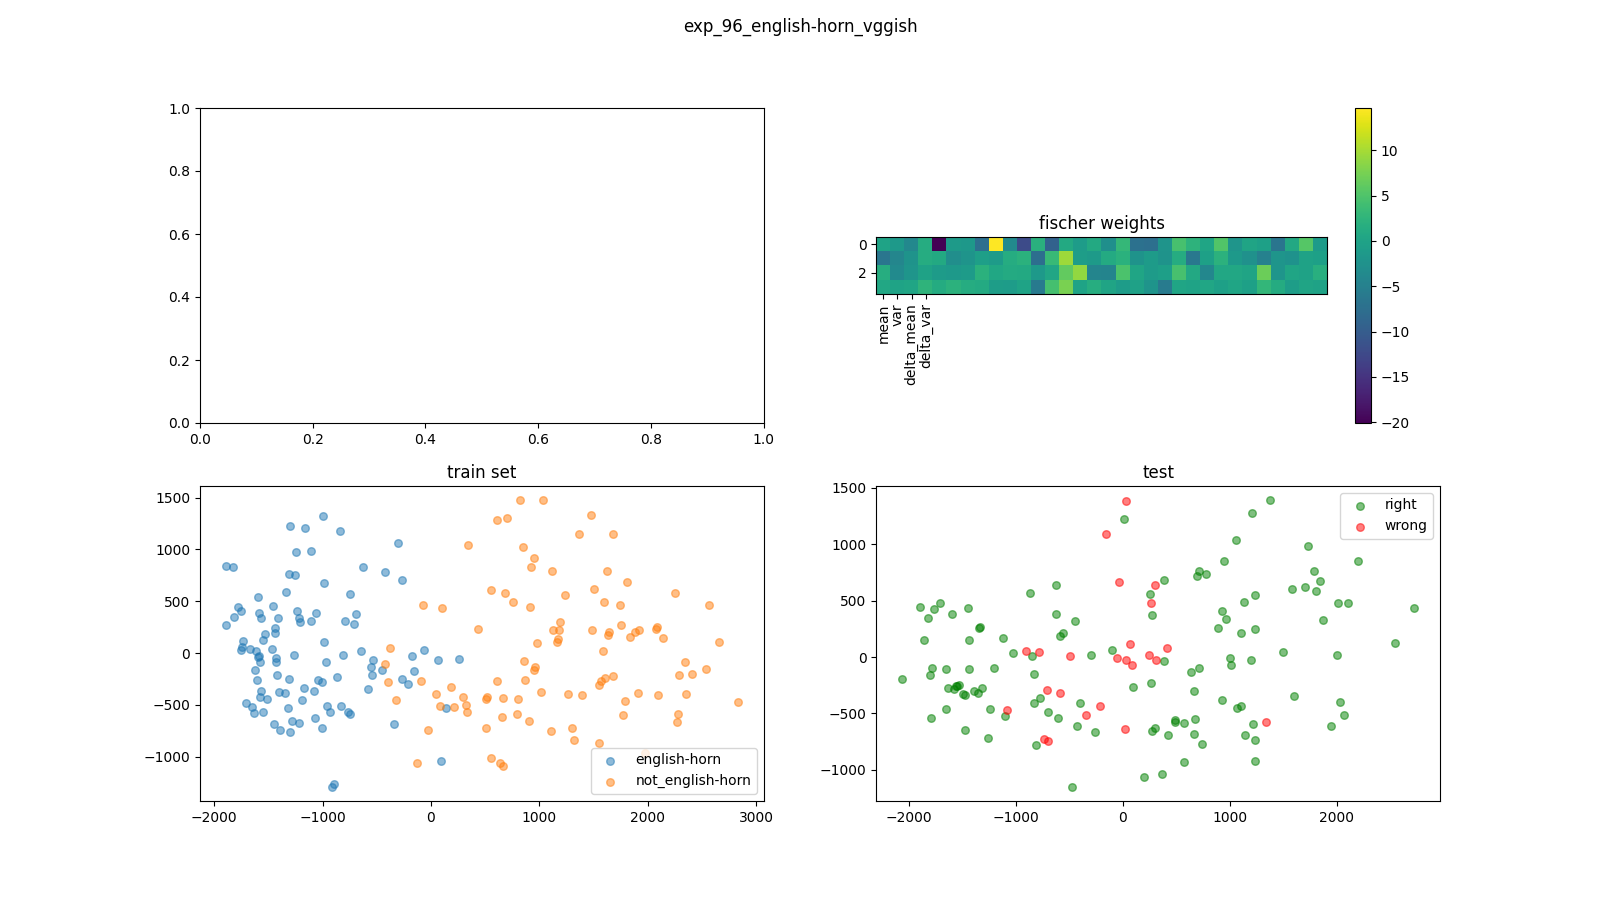 exp_96_english-horn_vggish
1.0
0.8
0.6
0.4
0.2
0.0
0.0 0.2 0.4 0.6 0.8 1.0
fischer weights
0
2
mean
var
delta_mean
delta_var
10
5
0
−5
−10
−15
−20
train set
1500
1000
500
0
−500
−1000
−2000 −1000 0 1000 2000 3000
english-horn
not_english-horn
test
1500
1000
500
0
−500
−1000
−2000 −1000 0 1000 2000
right
wrong